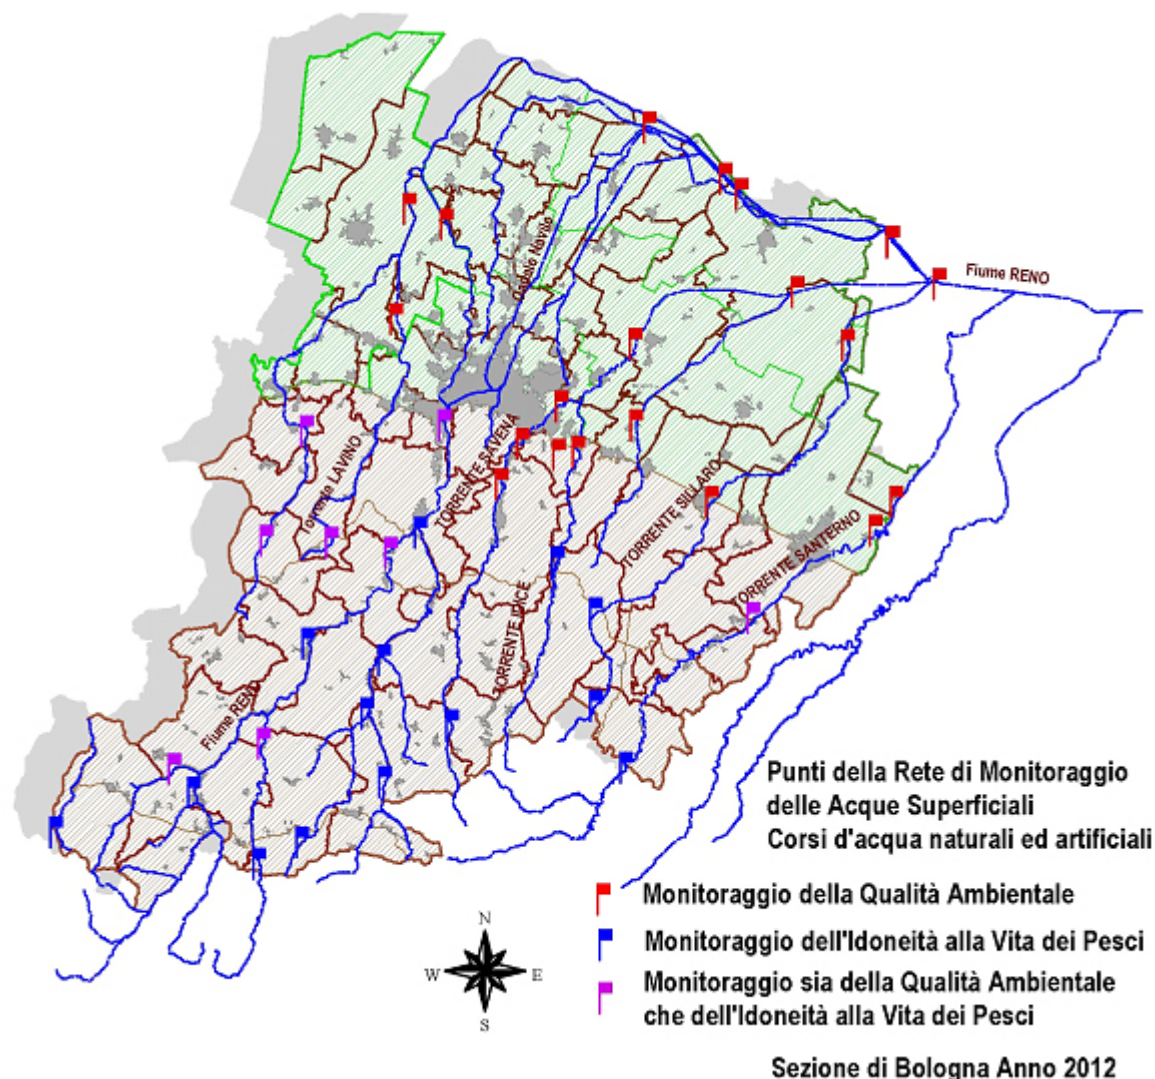 Fiume RENO
Canale Navile
Torrente LAVINO
TORRENTE SAVENA
TORRENTE SILLARO
TORRENTE SANTERNO
TORRENTE IDICE
Fiume RENO
Punti della Rete di Monitoraggio
delle Acque Superficiali
Corsi d'acqua naturali ed artificiali
Monitoraggio della Qualità Ambientale
Monitoraggio dell'Idoneità alla Vita dei Pesci
Monitoraggio sia della Qualità Ambientale
che dell'Idoneità alla Vita dei Pesci
N
W
E
S
Sezione di Bologna Anno 2012